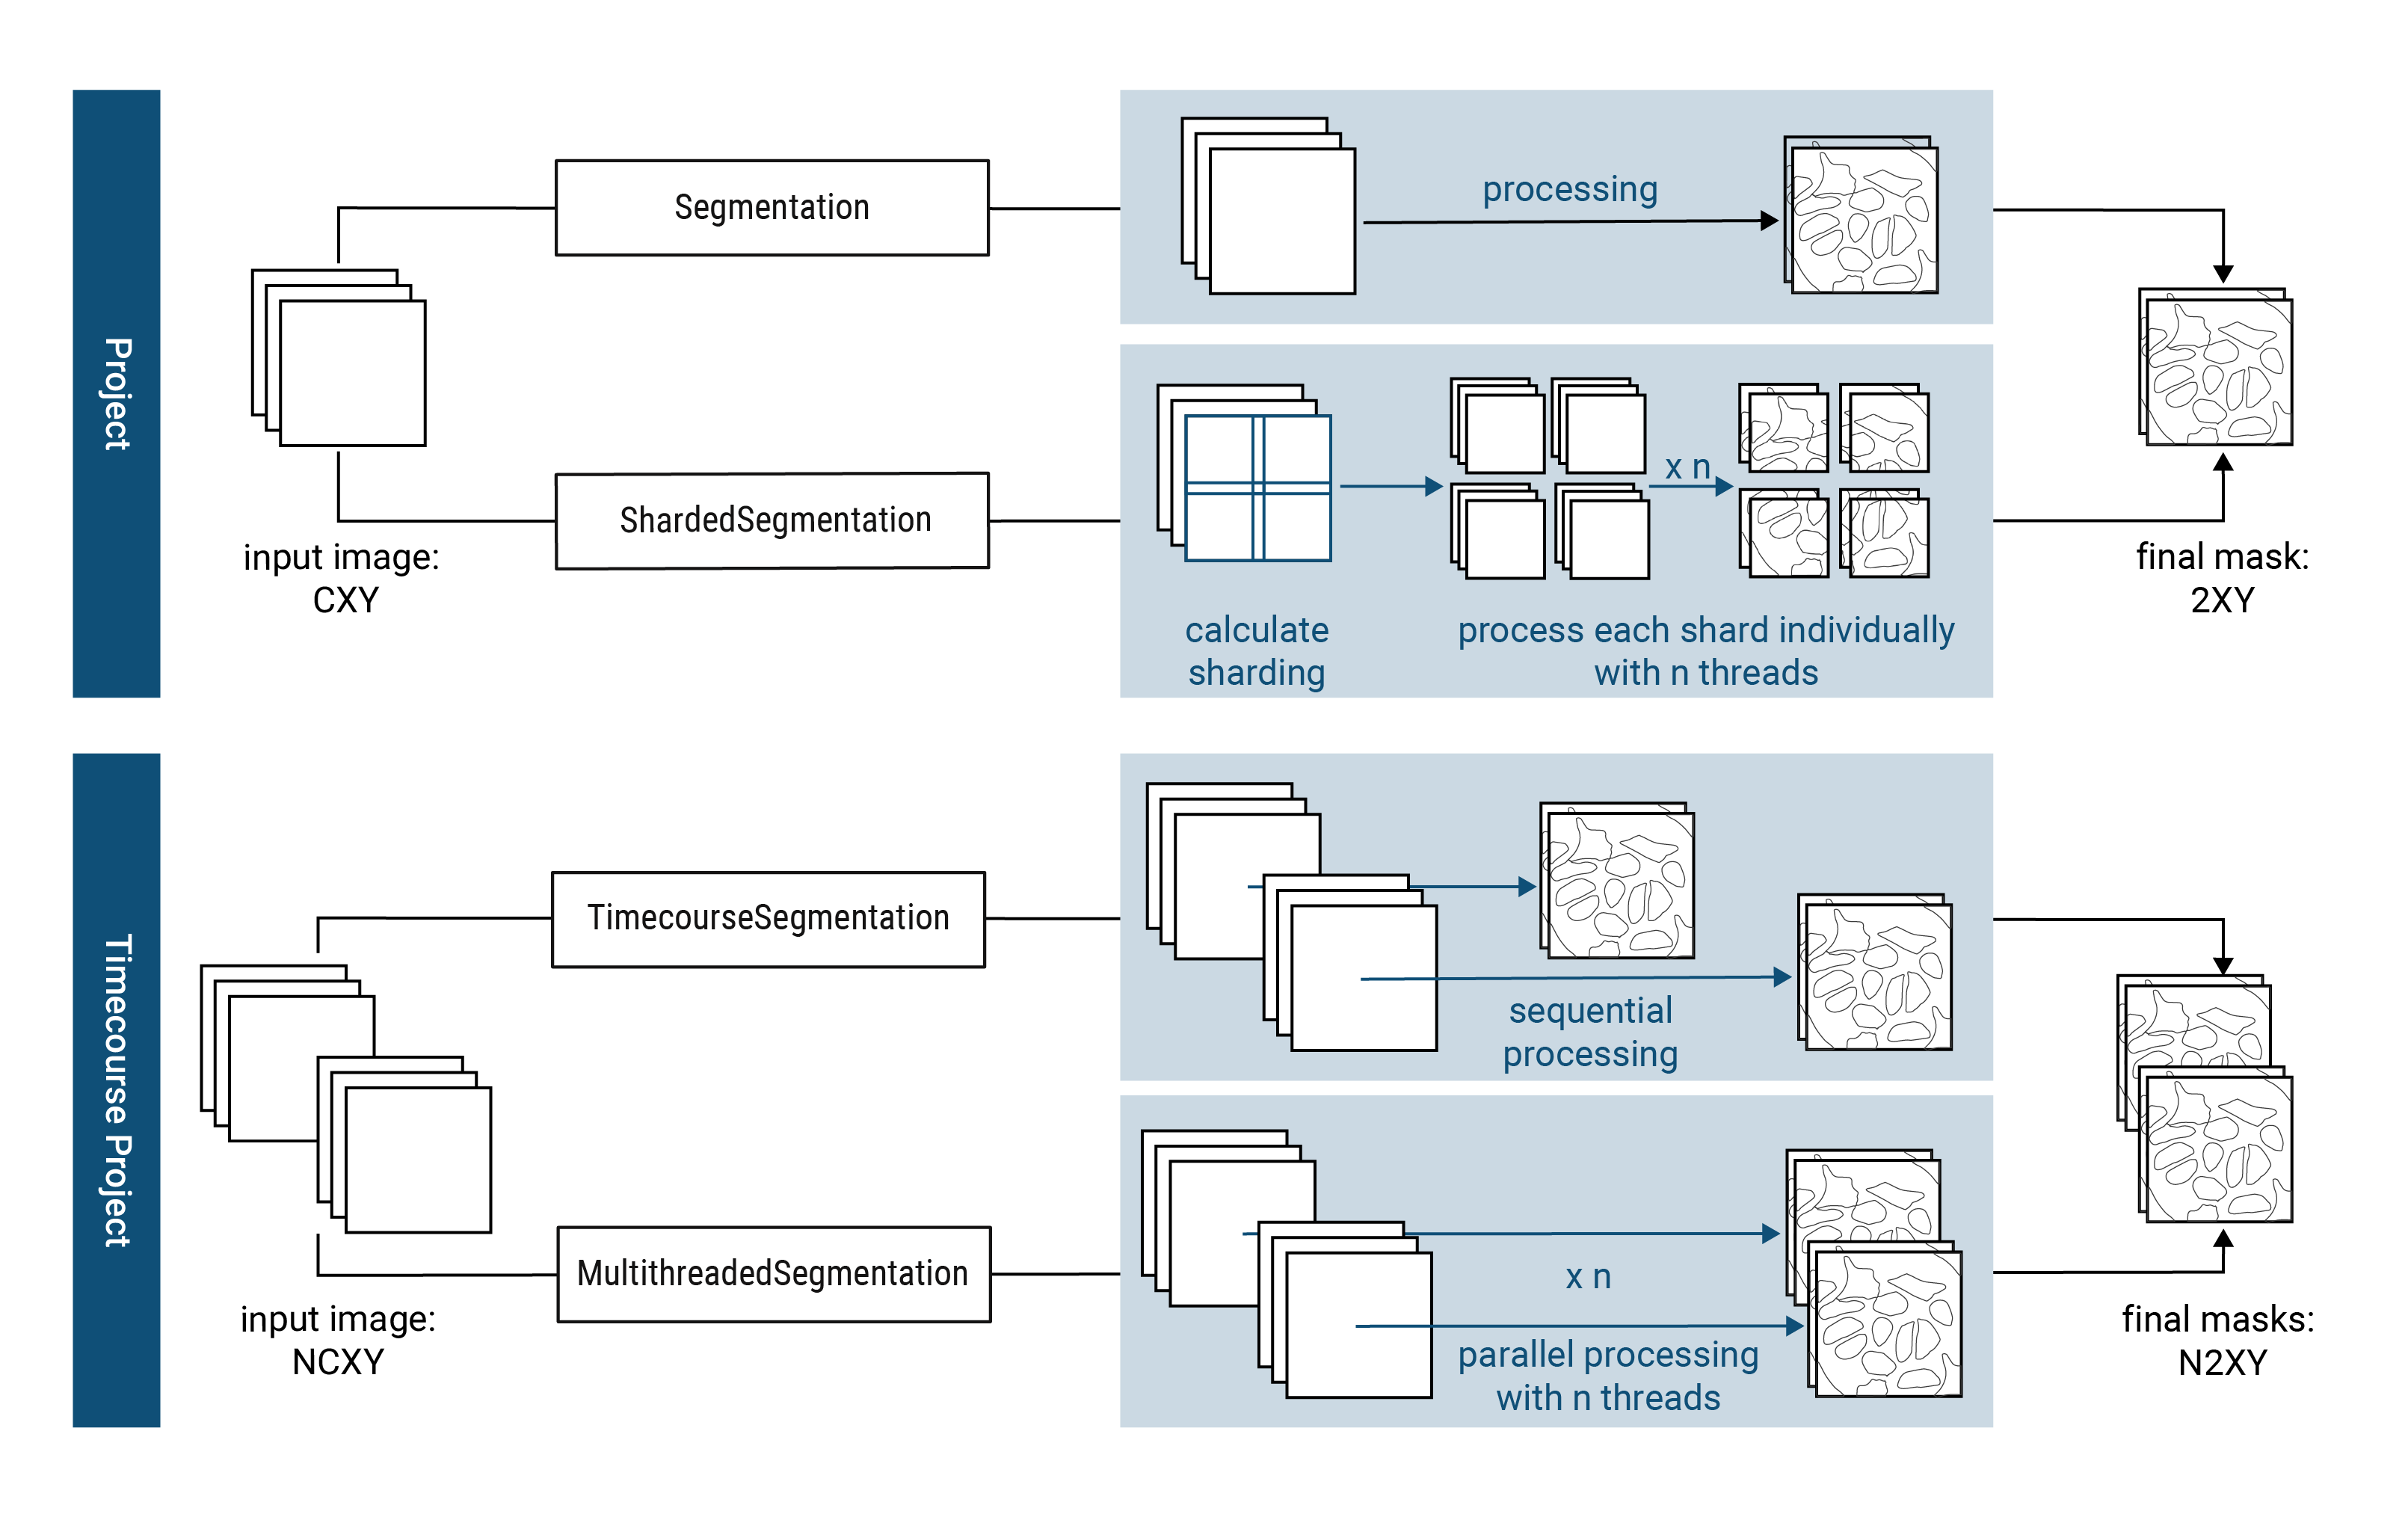 Project
Segmentation
processing
ShardedSegmentation
x n
input image:
CXY
calculate
sharding
process each shard individually
with n threads
final mask:
2XY
Timecourse Project
TimecourseSegmentation
sequential
processing
MultithreadedSegmentation
x n
parallel processing
with n threads
input image:
NCXY
final masks:
N2XY